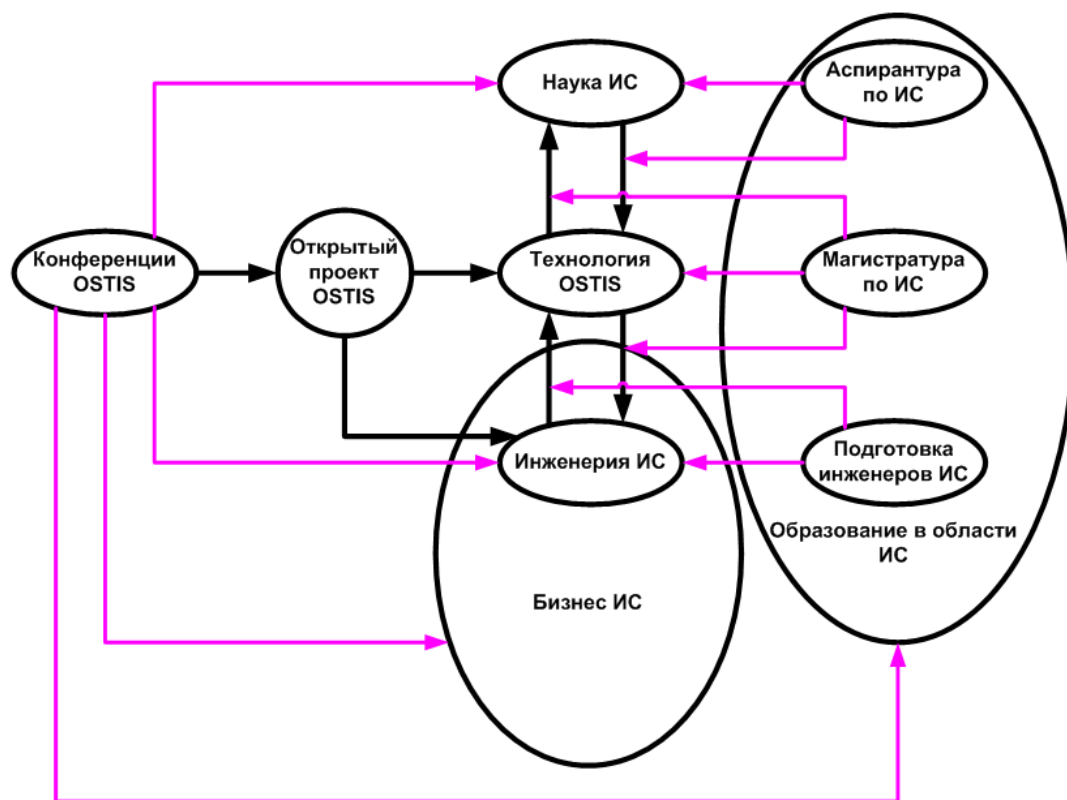 Наука ИС
Аспирантура
по ИС
Конференции
OSTIS
Открытый
проект
OSTIS
Технология
OSTIS
Магистратура
по ИС
Инженерия ИС
Подготовка
инженеров ИС
Образование в области
ИС
Бизнес ИС